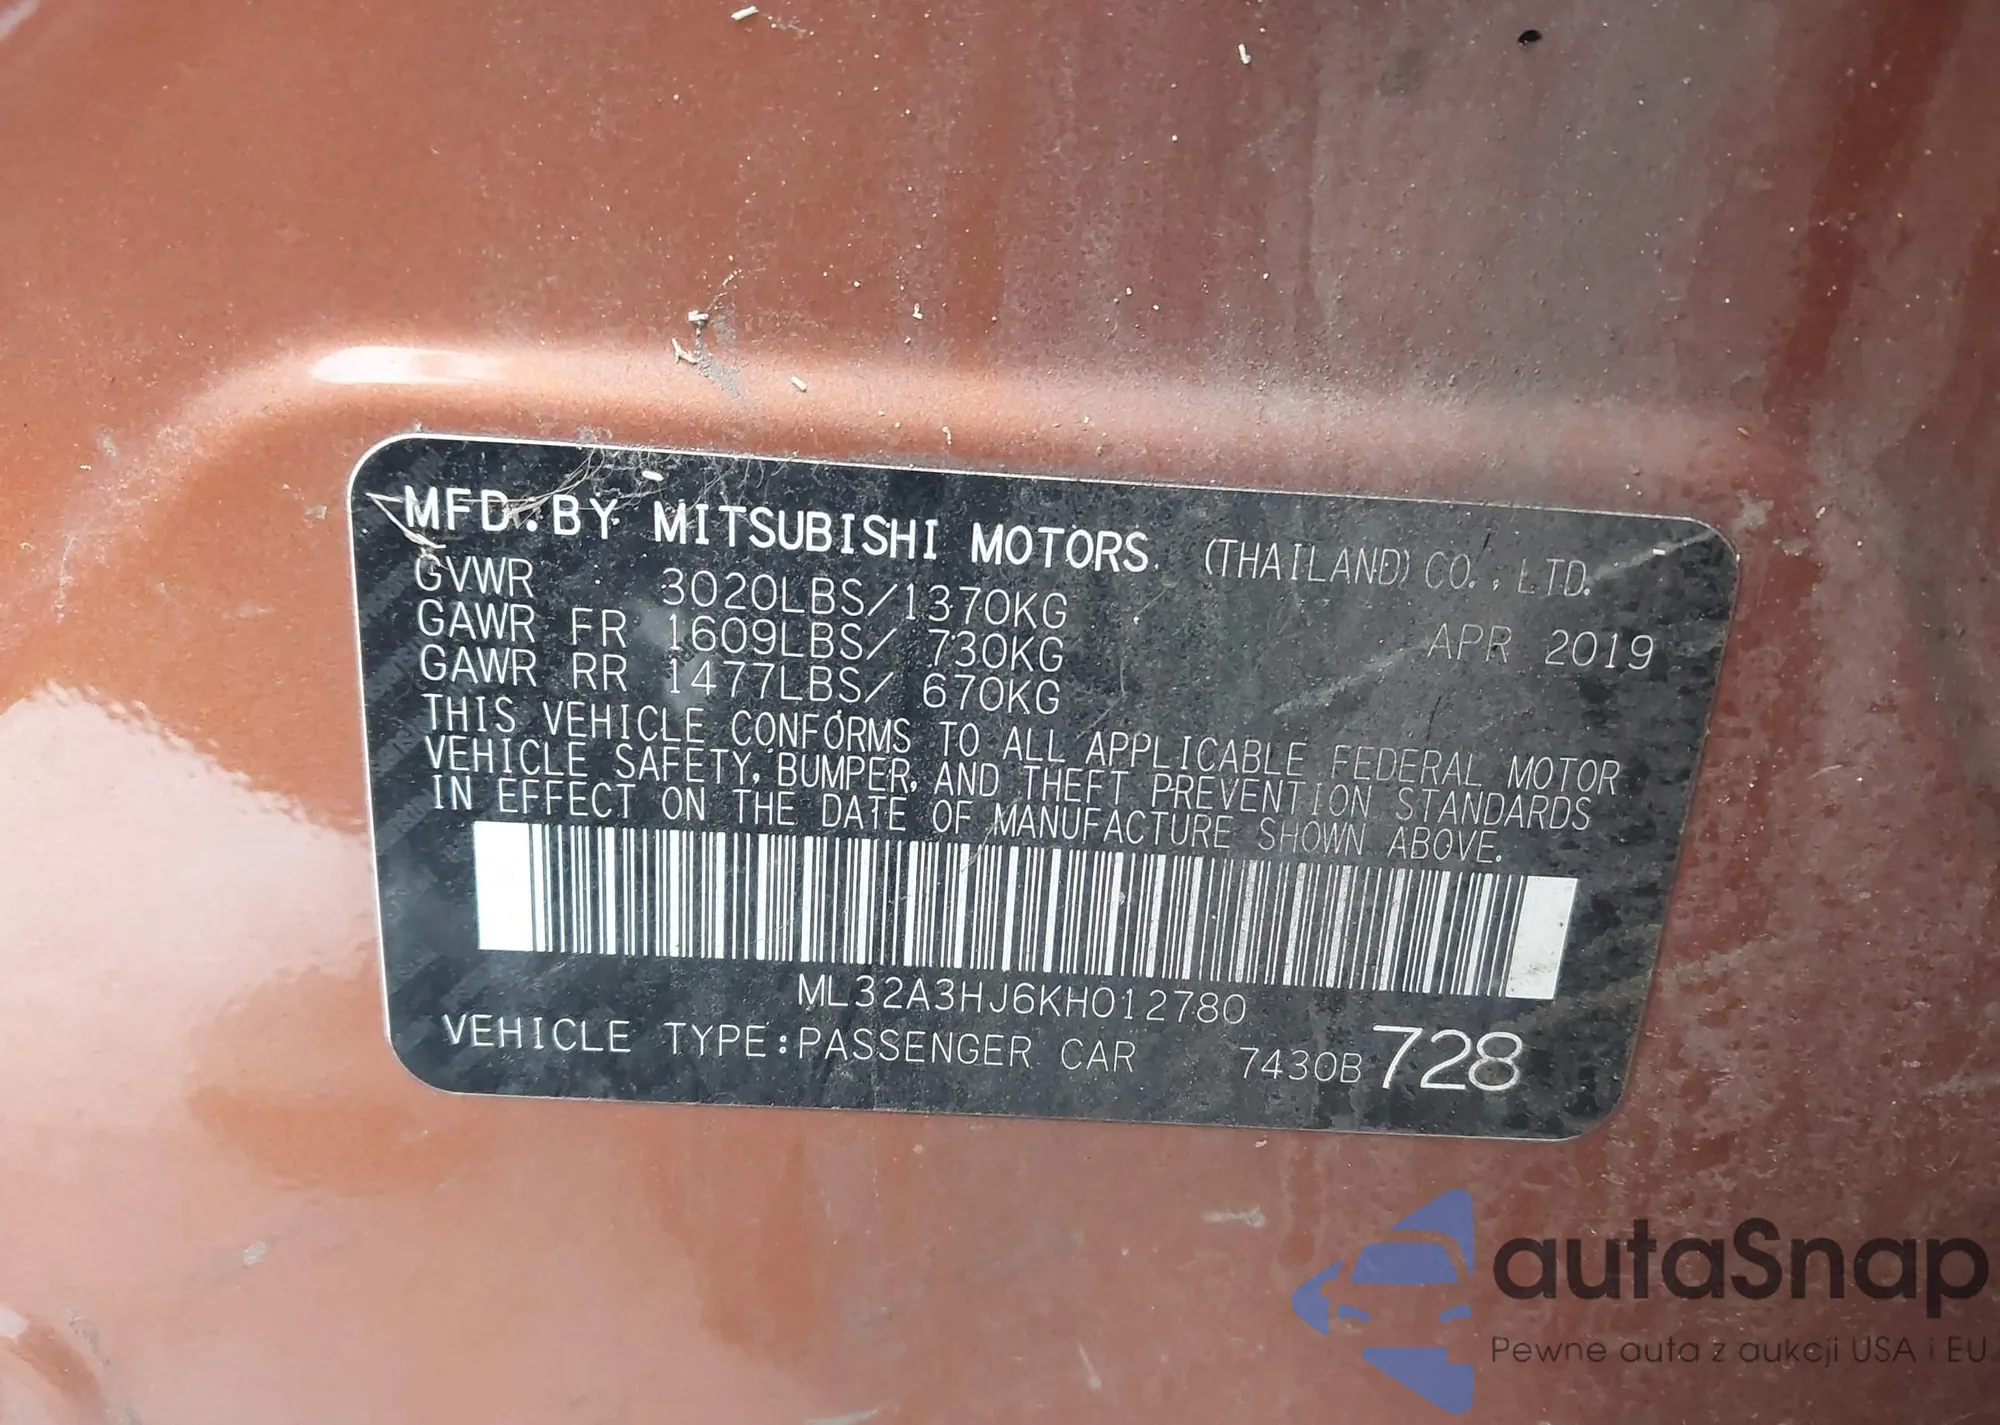 MFD. BY MITSUBISHI MOTORS (THAILAND) CO., LTD.
GVWR 3020LBS/1370KG
GAWR FR 1609LBS/ 730KG APR 2019
GAWR RR 1477LBS/ 670KG
THIS VEHICLE CONFORMS TO ALL APPLICABLE FEDERAL MOTOR
VEHICLE SAFETY, BUMPER, AND THEFT PREVENTION STANDARDS
IN EFFECT ON THE DATE OF MANUFACTURE SHOWN ABOVE.
ML32A3HJ6KH012780
VEHICLE TYPE:PASSENGER CAR 7430B 728
autaSnap
Pewne auta z aukcji USA i EU